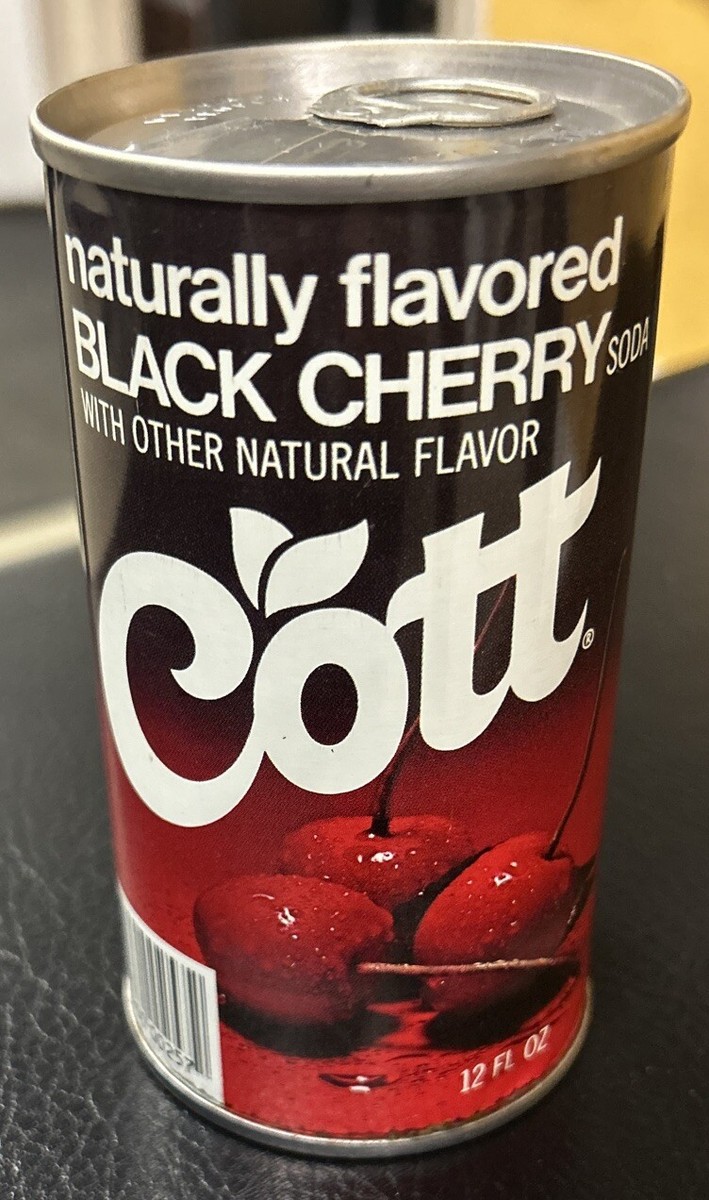 naturally flavored
BLACK CHERRY SODA
WITH OTHER NATURAL FLAVOR
Cott®
12 FL OZ